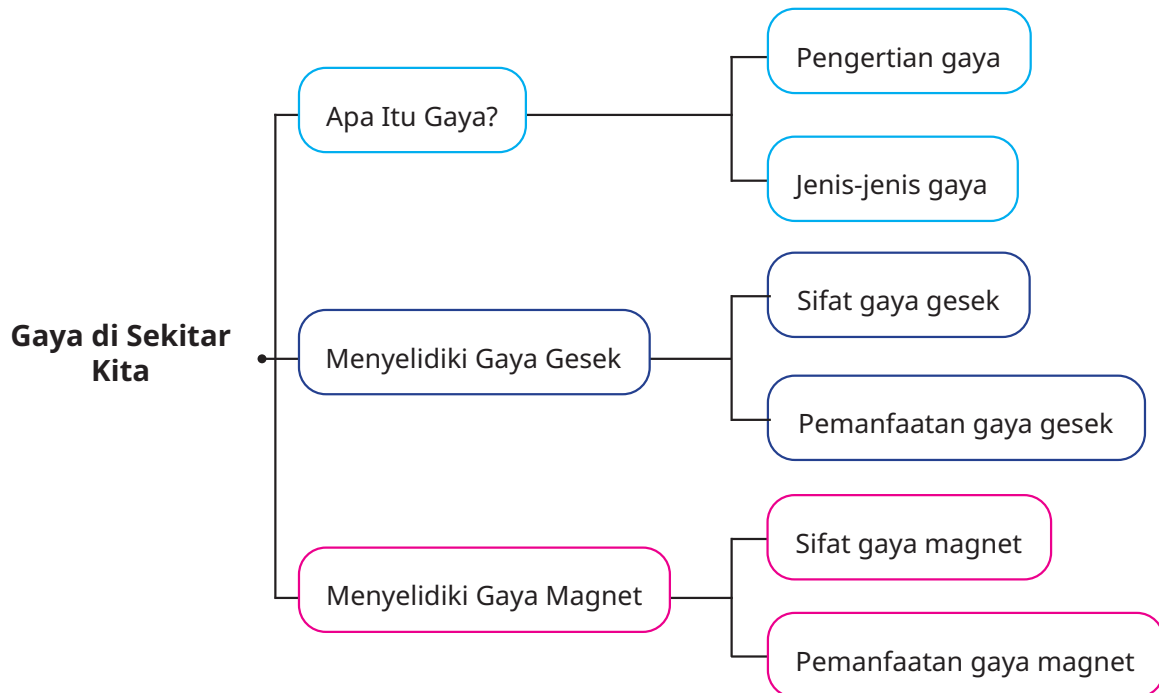 Gaya di Sekitar
Kita
Apa Itu Gaya?
Pengertian gaya
Jenis-jenis gaya
Menyelidiki Gaya Gesek
Sifat gaya gesek
Pemanfaatan gaya gesek
Menyelidiki Gaya Magnet
Sifat gaya magnet
Pemanfaatan gaya magnet